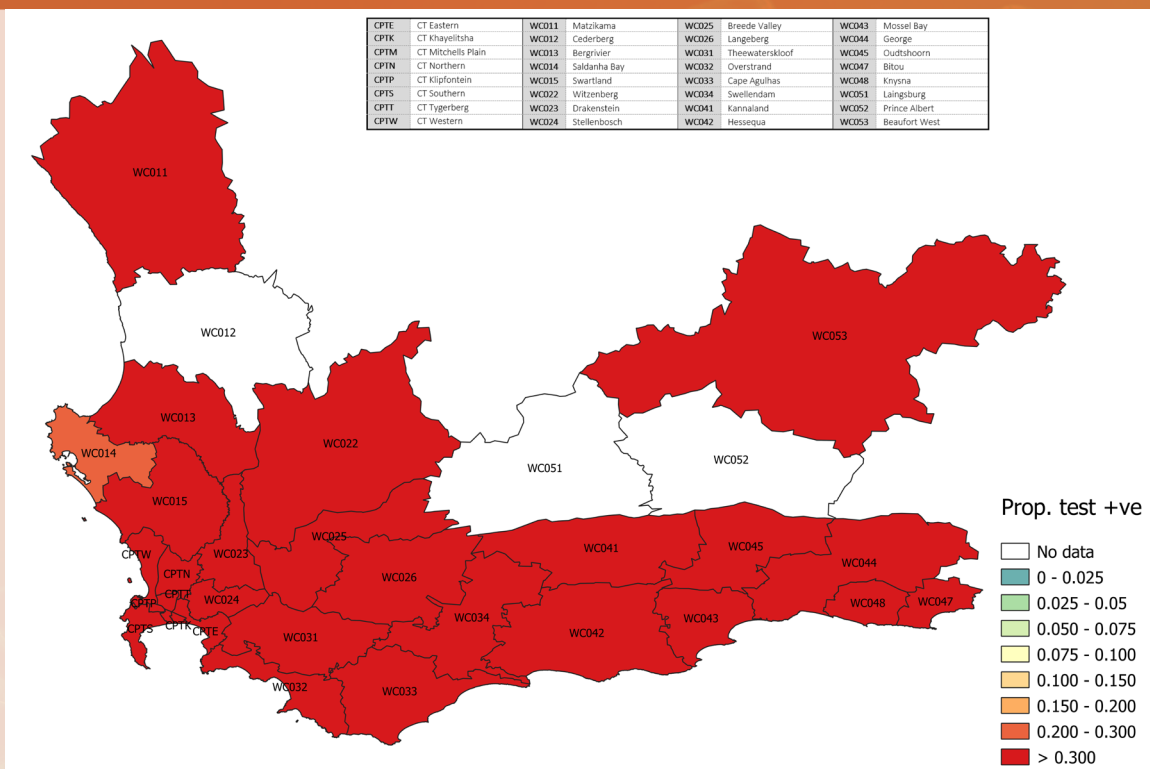 CPTE CT Eastern WC011 Matzikama WC025 Breede Valley WC043 Mossel Bay
CPTK CT Khayelitsha WC012 Cederberg WC026 Langeberg WC044 George
CPTM CT Mitchells Plain WC013 Bergrivier WC031 Theewaterskloof WC045 Oudtshoorn
CPTN CT Northern WC014 Saldanha Bay WC032 Overstrand WC047 Bitou
CPTP CT Klipfontein WC015 Swartland WC033 Cape Agulhas WC048 Knysna
CPTS CT Southern WC022 Witzenberg WC034 Swellendam WC051 Laingsburg
CPTT CT Tygerberg WC023 Drakenstein WC041 Kannaland WC052 Prince Albert
CPTW CT Western WC024 Stellenbosch WC042 Hessequa WC053 Beaufort West
WC011
WC012
WC053
WC013
WC022
WC014
WC051
WC052
WC015
WC025
CPTW
WC023
WC041
WC045
WC044
CPTN
WC026
WC024
WC048
WC047
CPTS
CPTK
CPTE
WC031
WC034
WC042
WC043
WC032
WC033
Prop. test +ve
No data
0 - 0.025
0.025 - 0.05
0.050 - 0.075
0.075 - 0.100
0.100 - 0.150
0.150 - 0.200
0.200 - 0.300
> 0.300